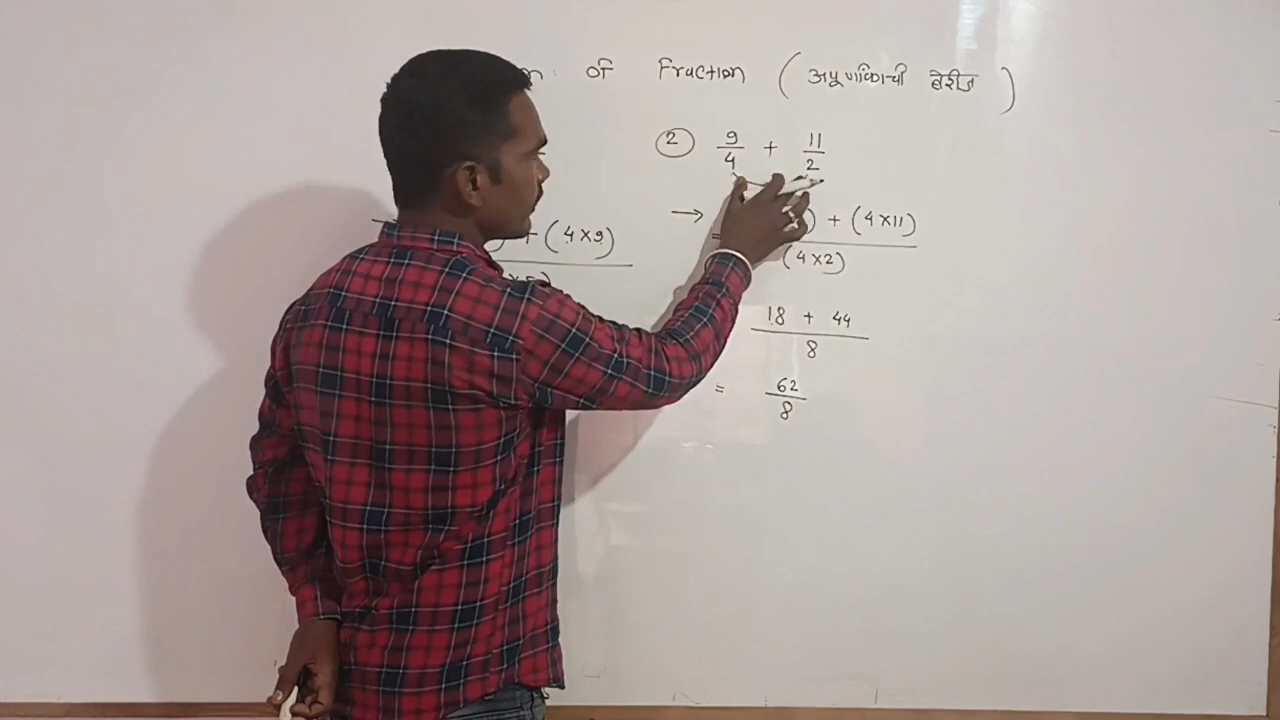 of Fraction (अपूर्णांकाची बेरीज)
② 9/4 + 11/2
+ (4×9)
→ = ) + (4×11) / (4×2)
18 + 44 / 8
= 62/8